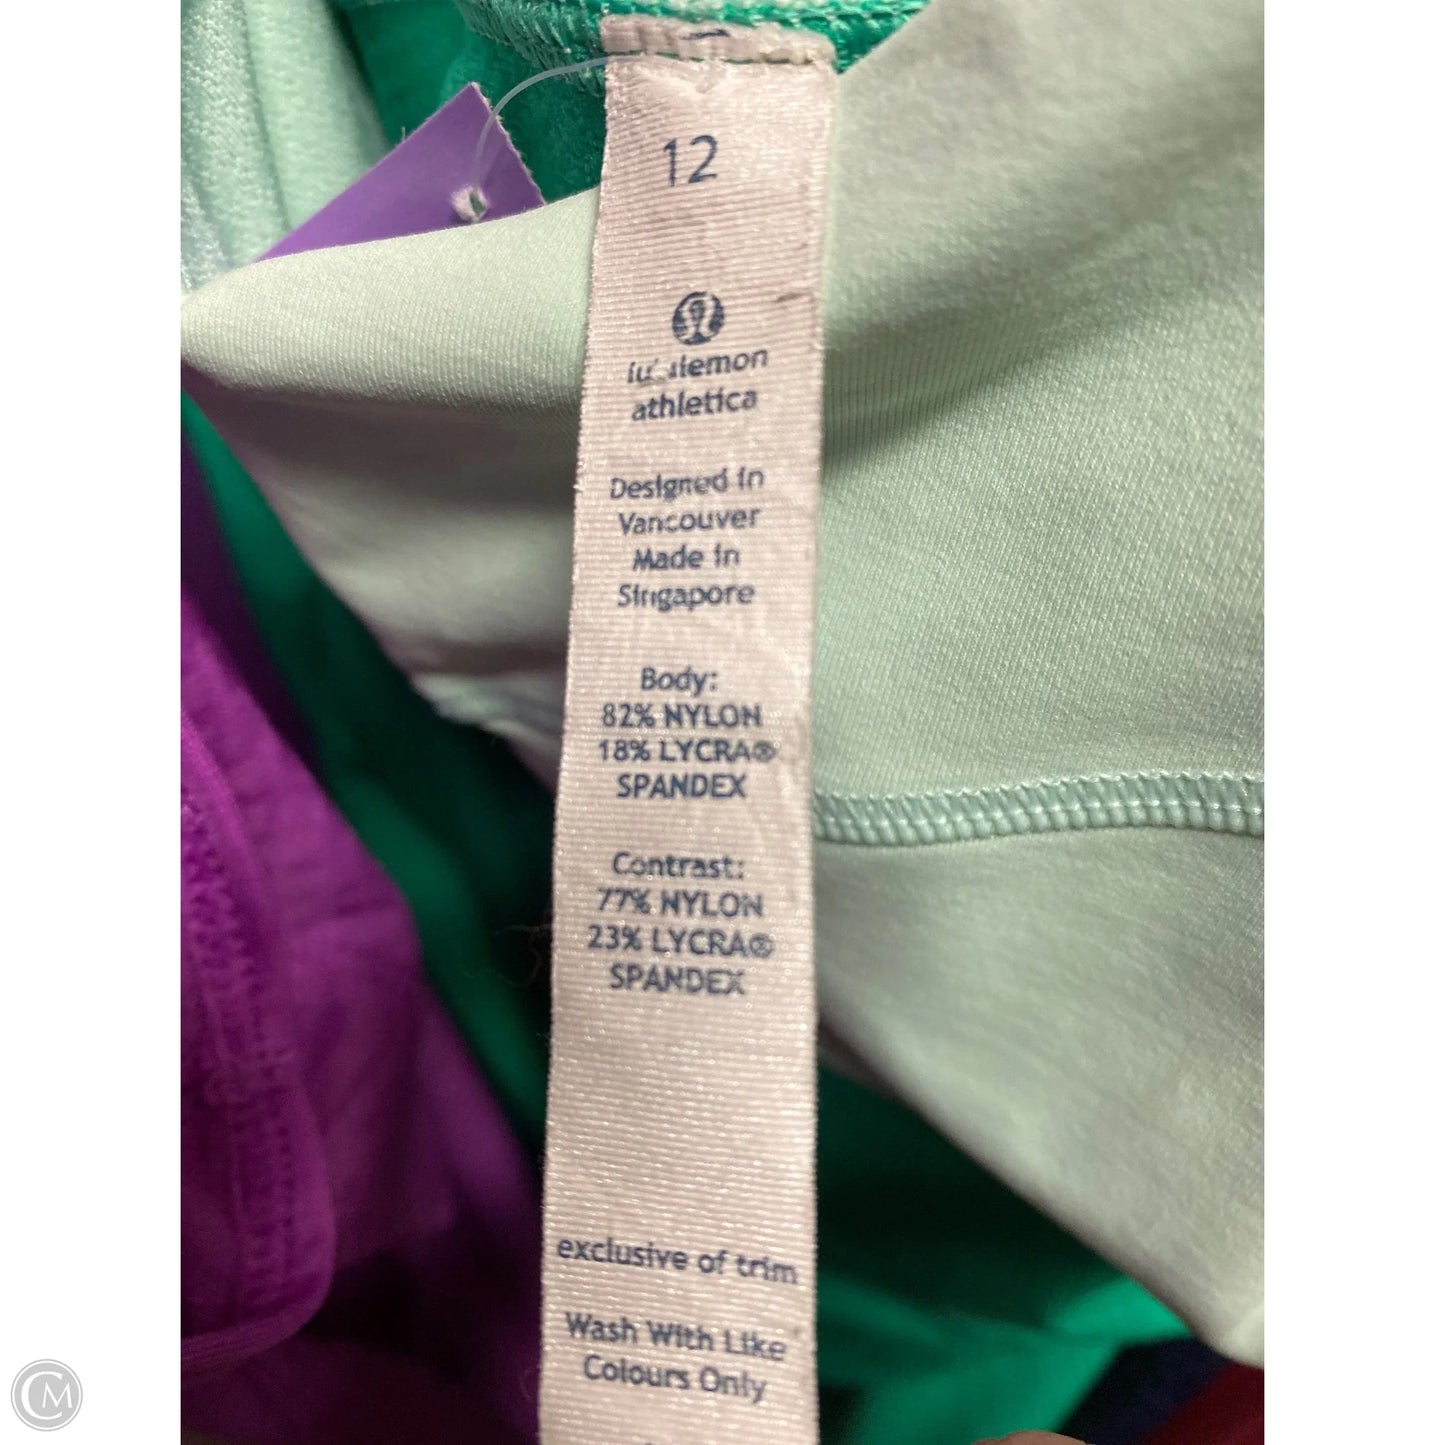 12
lululemon
athletica
Designed in
Vancouver
Made in
Singapore
Body:
82% NYLON
18% LYCRA®
SPANDEX
Contrast:
77% NYLON
23% LYCRA®
SPANDEX
exclusive of trim
Wash With Like
Colours Only
CM